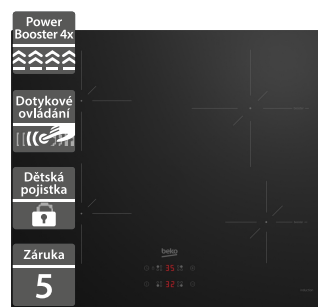 Power
Booster 4x
Dotykové
ovládání
Dětská
pojistka
Záruka
5
beko
35
32